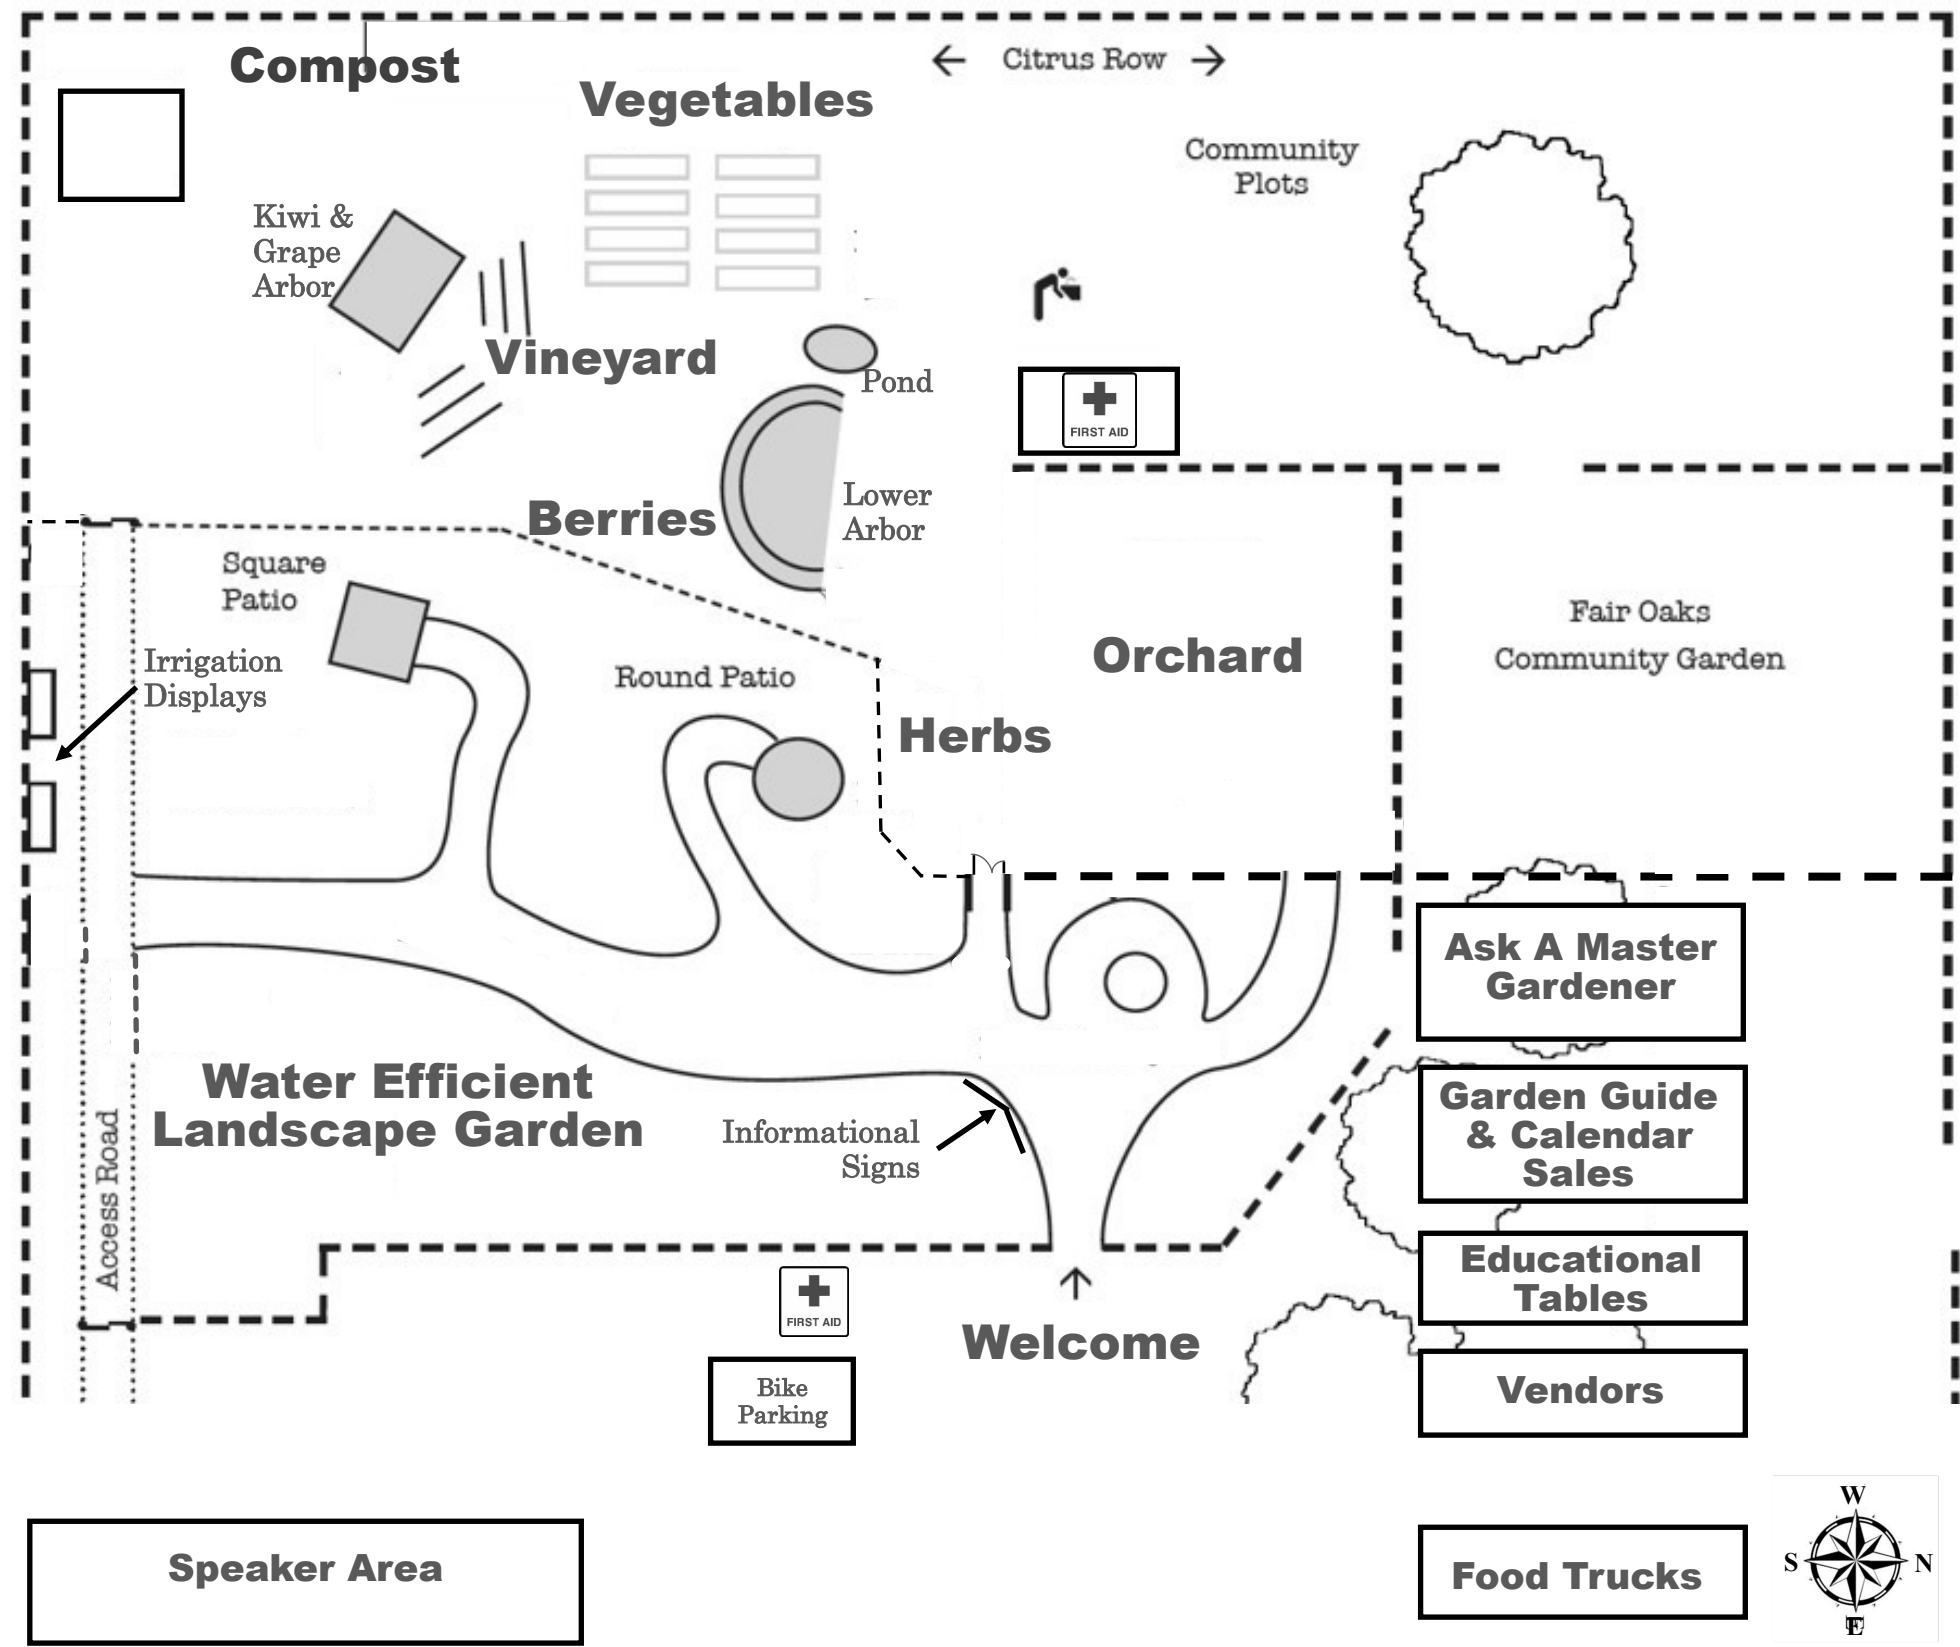 Compost
Vegetables
← Citrus Row →
Community
Plots
Kiwi &
Grape
Arbor
Vineyard
Pond
FIRST AID
Lower
Arbor
Berries
Square
Patio
Irrigation
Displays
Round Patio
Herbs
Orchard
Fair Oaks
Community Garden
Ask A Master
Gardener
Garden Guide
& Calendar
Sales
Educational
Tables
Vendors
Water Efficient
Landscape Garden
Access Road
Informational
Signs
FIRST AID
Welcome
Bike
Parking
Speaker Area
Food Trucks
W
S
N
E